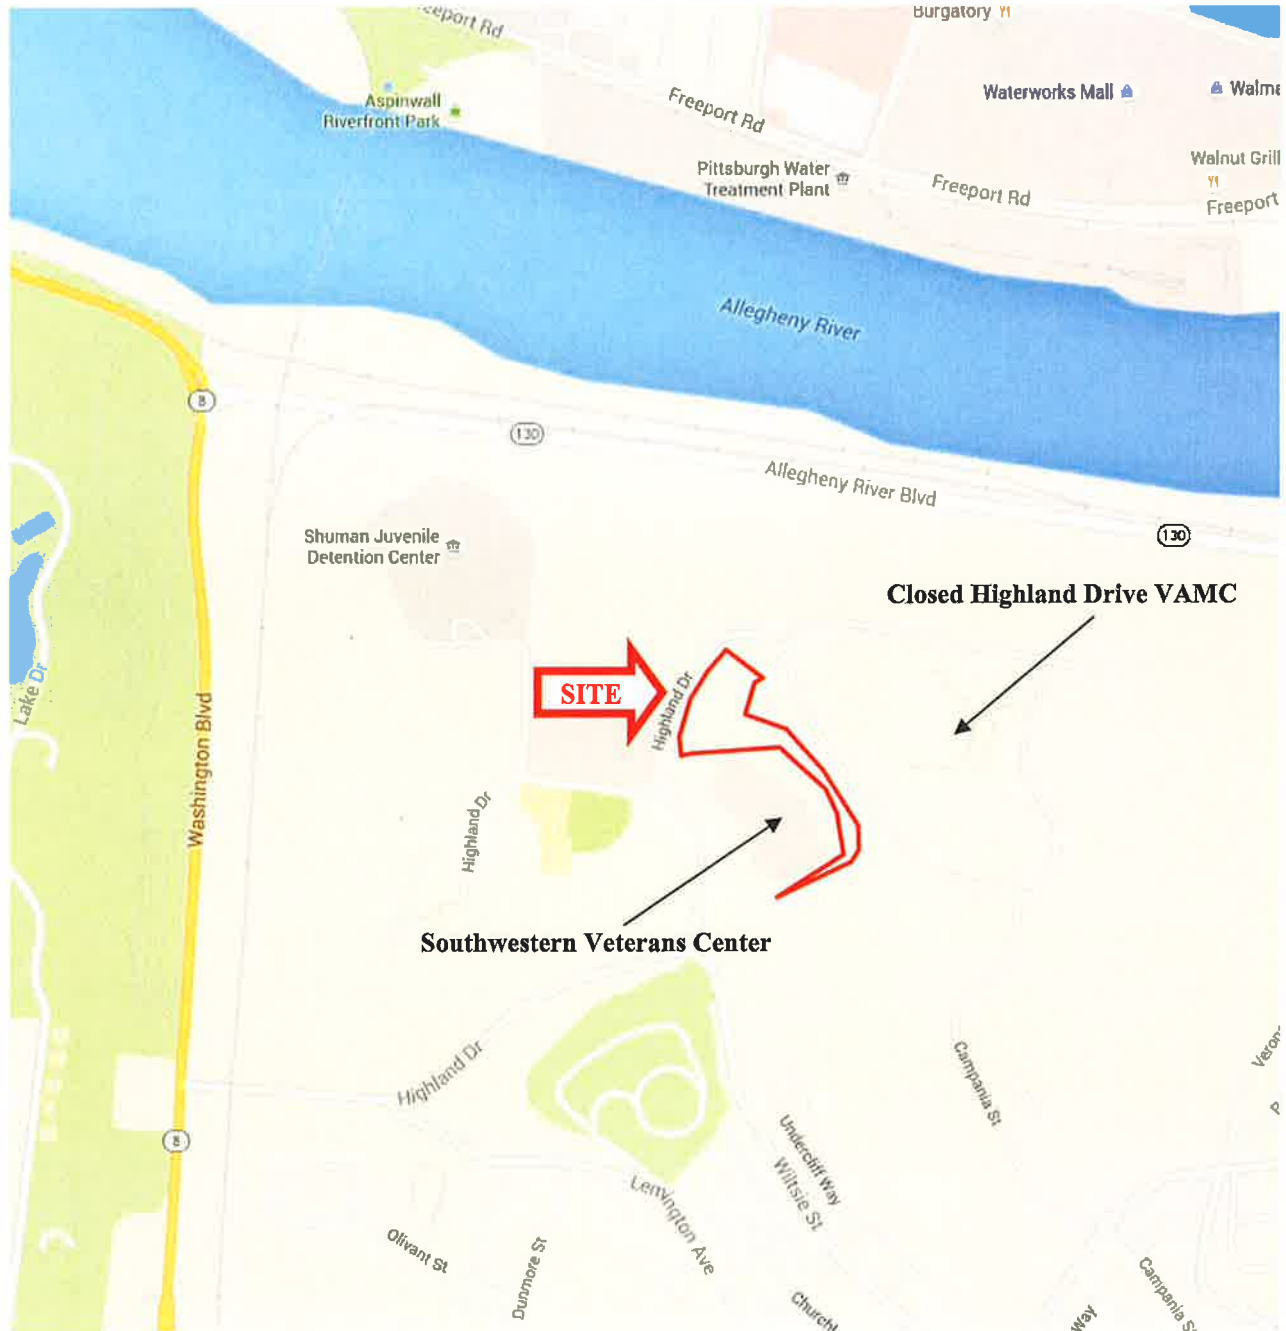 Freeport Rd
Burgatory
Aspinwall
Riverfront Park
Freeport Rd
Waterworks Mall
Pittsburgh Water
Treatment Plant
Walnut Grill
Freeport Rd
Freeport
Allegheny River
8
130
Allegheny River Blvd
130
Shuman Juvenile
Detention Center
Closed Highland Drive VAMC
Lake Dr
SITE
Highland Dr
Washington Blvd
Highland Dr
Southwestern Veterans Center
Highland Dr
Campania St
8
Undercliff Way
Wiltsie St
Lemington Ave
Olivant St
Dunmore St
Campania St
Way